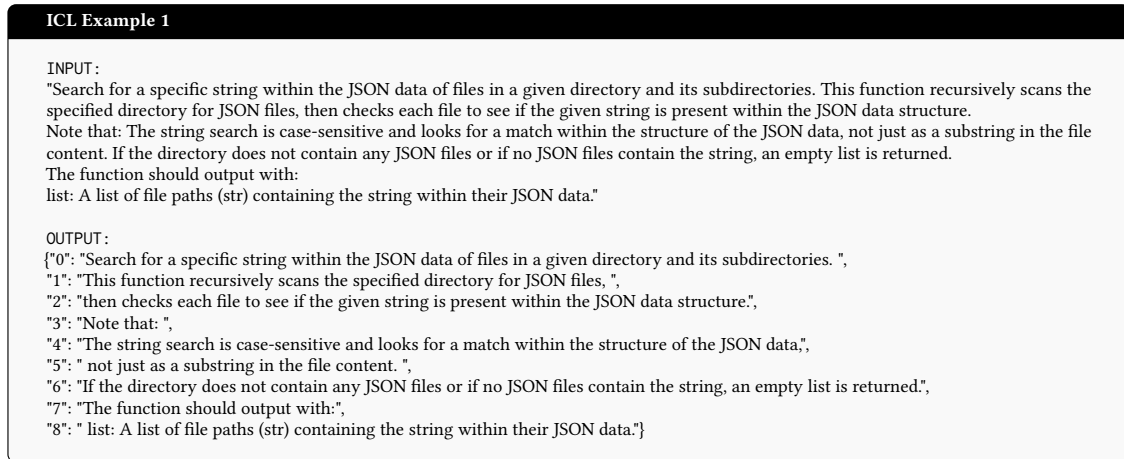 ICL Example 1
INPUT:
"Search for a specific string within the JSON data of files in a given directory and its subdirectories. This function recursively scans the
specified directory for JSON files, then checks each file to see if the given string is present within the JSON data structure.
Note that: The string search is case-sensitive and looks for a match within the structure of the JSON data, not just as a substring in the file
content. If the directory does not contain any JSON files or if no JSON files contain the string, an empty list is returned.
The function should output with:
list: A list of file paths (str) containing the string within their JSON data."
OUTPUT:
{"0": "Search for a specific string within the JSON data of files in a given directory and its subdirectories. ",
"1": "This function recursively scans the specified directory for JSON files, ",
"2": "then checks each file to see if the given string is present within the JSON data structure.",
"3": "Note that: ",
"4": "The string search is case-sensitive and looks for a match within the structure of the JSON data,",
"5": " not just as a substring in the file content. ",
"6": "If the directory does not contain any JSON files or if no JSON files contain the string, an empty list is returned.",
"7": "The function should output with:",
"8": " list: A list of file paths (str) containing the string within their JSON data."}